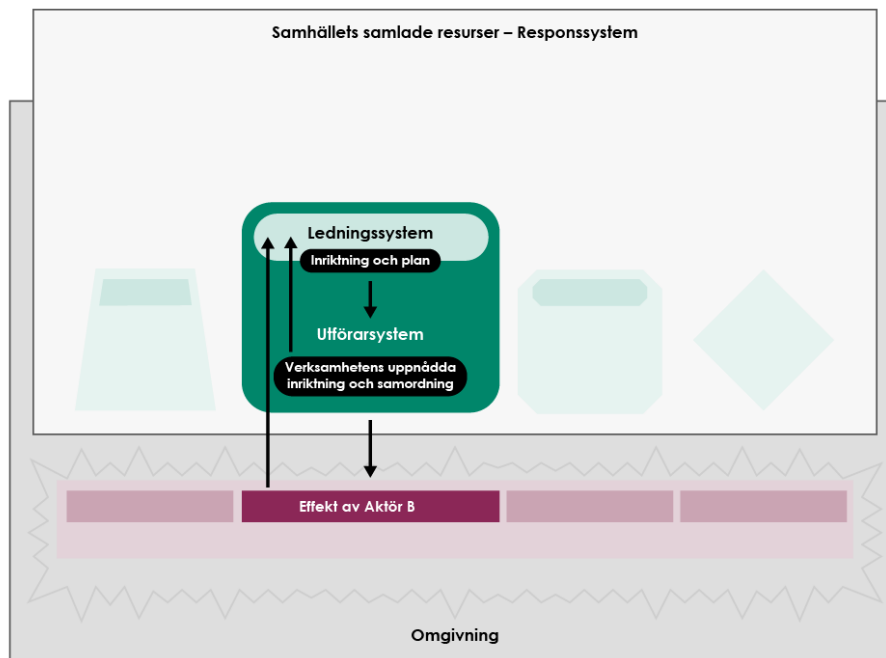 Samhällets samlade resurser – Responssystem
Ledningssystem
Inriktning och plan
Utförarsystem
Verksamhetens uppnådda
inriktning och samordning
Effekt av Aktör B
Omgivning